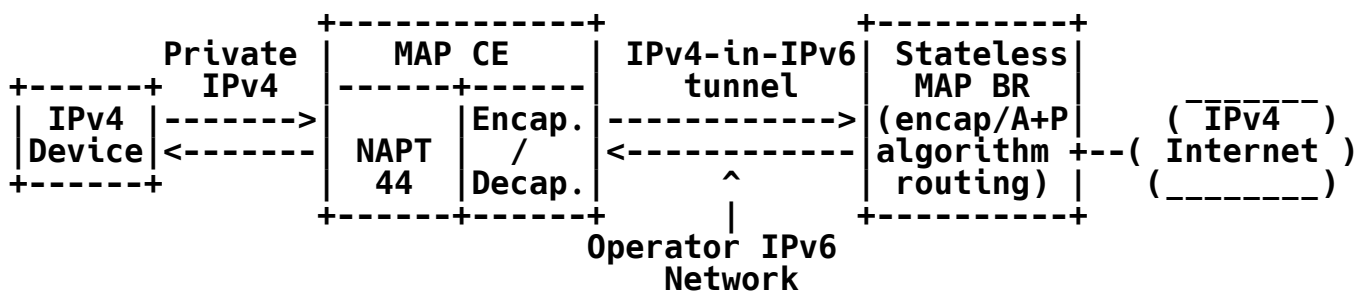 Private MAP CE IPv4-in-IPv6 Stateless
IPv4 tunnel MAP BR
IPv4 Encap. (encap/A+P IPv4
Device NAPT / algorithm Internet
44 Decap. routing)
Operator IPv6
Network